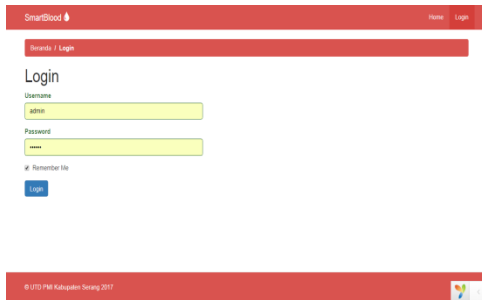 SmartBlood
Home Login
Beranda / Login
Login
Username
admin
Password
••••••
Remember Me
Login
© UTD PMI Kabupaten Serang 2017